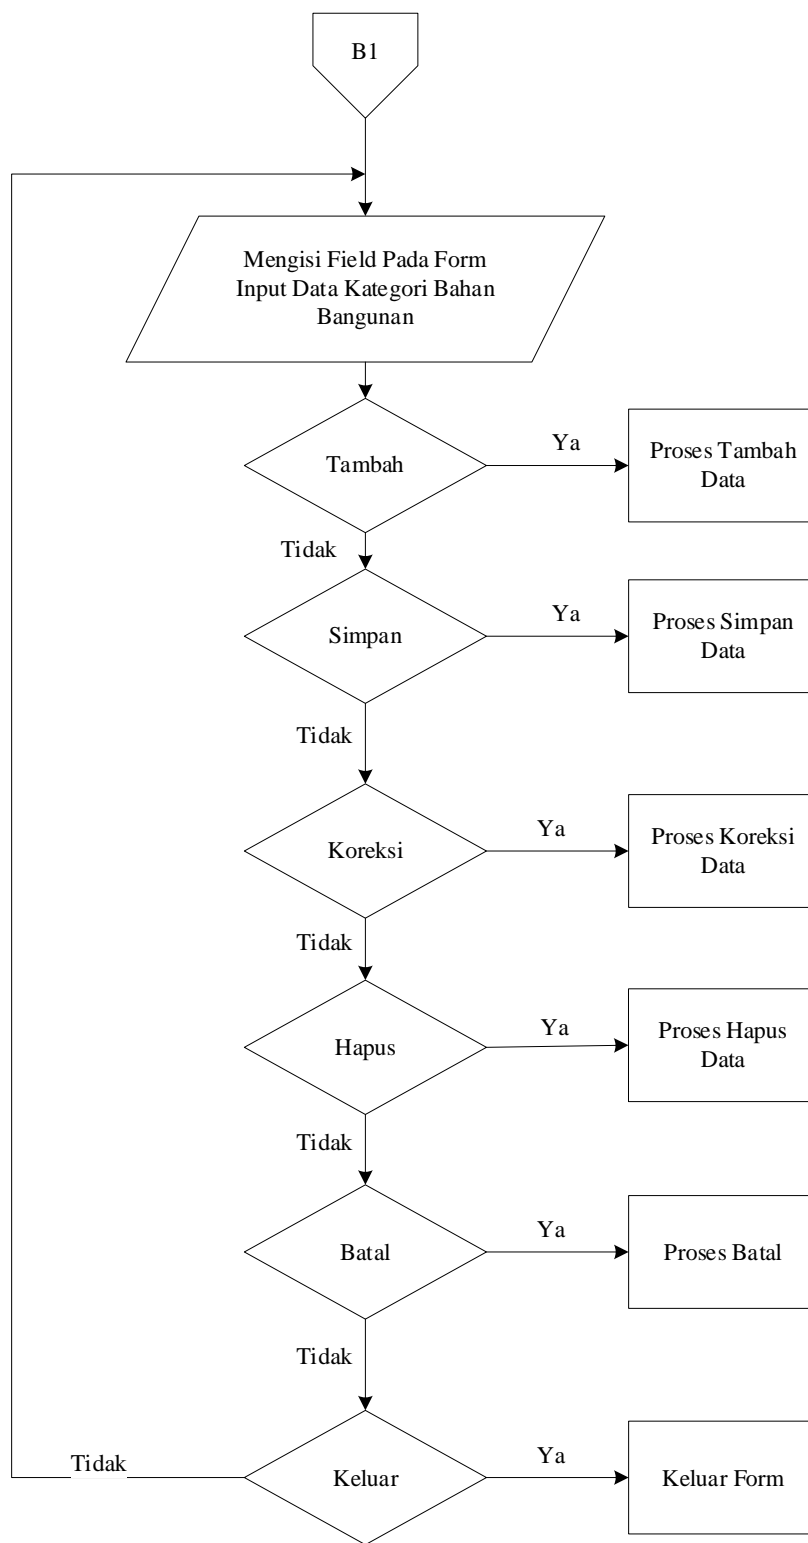 B1
Mengisi Field Pada Form
Input Data Kategori Bahan
Bangunan
Tambah
Ya
Proses Tambah
Data
Tidak
Simpan
Ya
Proses Simpan
Data
Tidak
Koreksi
Ya
Proses Koreksi
Data
Tidak
Hapus
Ya
Proses Hapus
Data
Tidak
Batal
Ya
Proses Batal
Tidak
Tidak
Keluar
Ya
Keluar Form